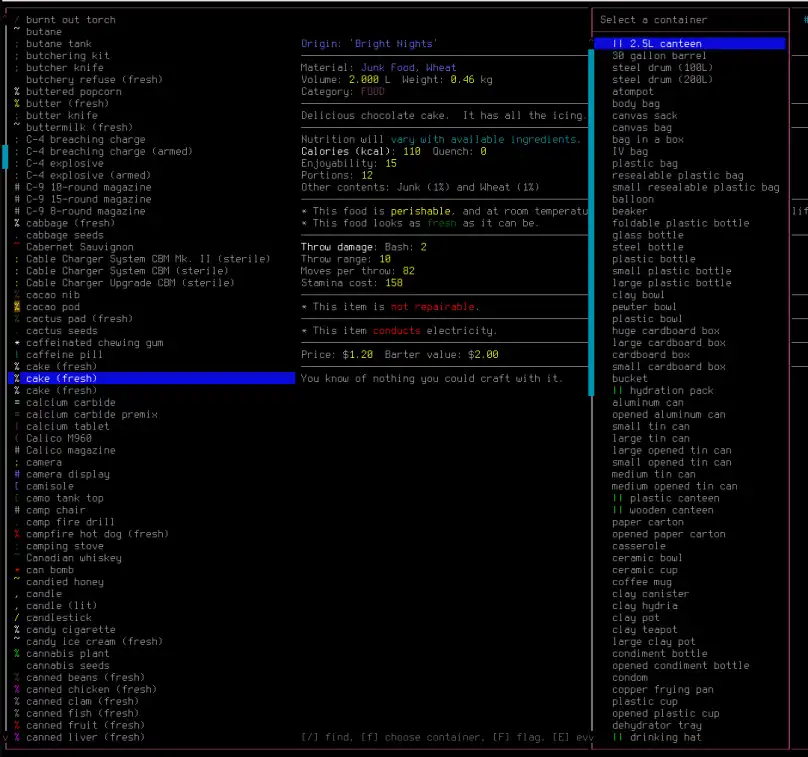 / burnt out torch
~ butane
; butane tank
; butchering kit
; butcher knife
butchery refuse (fresh)
% buttered popcorn
% butter (fresh)
; butter knife
~ buttermilk (fresh)
: C-4 breaching charge
: C-4 breaching charge (armed)
: C-4 explosive
: C-4 explosive (armed)
# C-9 10-round magazine
# C-9 15-round magazine
# C-9 8-round magazine
% cabbage (fresh)
. cabbage seeds
~ Cabernet Sauvignon
: Cable Charger System CBM Mk. II (sterile)
: Cable Charger System CBM (sterile)
: Cable Charger Upgrade CBM (sterile)
% cacao nib
% cacao pod
% cactus pad (fresh)
. cactus seeds
* caffeinated chewing gum
! caffeine pill
% cake (fresh)
% cake (fresh)
% cake (fresh)
= calcium carbide
= calcium carbide premix
! calcium tablet
( Calico M960
# Calico magazine
; camera
# camera display
[ camisole
[ camo tank top
# camp chair
. camp fire drill
% campfire hot dog (fresh)
; camping stove
~ Canadian whiskey
* can bomb
~ candied honey
, candle
, candle (lit)
/ candlestick
% candy cigarette
~ candy ice cream (fresh)
% cannabis plant
cannabis seeds
% canned beans (fresh)
% canned chicken (fresh)
% canned clam (fresh)
% canned fish (fresh)
% canned fruit (fresh)
% canned liver (fresh)
Origin: 'Bright Nights'
Material: Junk Food, Wheat
Volume: 2.000 L  Weight: 0.46 kg
Category: FOOD
Delicious chocolate cake.  It has all the icing.
Nutrition will vary with available ingredients.
Calories (kcal): 110  Quench: 0
Enjoyability: 15
Portions: 12
Other contents: Junk (1%) and Wheat (1%)
* This food is perishable, and at room temperatu
* This food looks as fresh as it can be.
Throw damage: Bash: 2
Throw range: 10
Moves per throw: 82
Stamina cost: 158
* This item is not repairable.
* This item conducts electricity.
Price: $1.20  Barter value: $2.00
You know of nothing you could craft with it.
[/] find, [f] choose container, [F] flag, [E] ev
Select a container
|| 2.5L canteen
30 gallon barrel
steel drum (100L)
steel drum (200L)
atompot
body bag
canvas sack
canvas bag
bag in a box
IV bag
plastic bag
resealable plastic bag
small resealable plastic bag
balloon
beaker
foldable plastic bottle
glass bottle
steel bottle
plastic bottle
small plastic bottle
large plastic bottle
clay bowl
pewter bowl
plastic bowl
huge cardboard box
large cardboard box
cardboard box
small cardboard box
bucket
|| hydration pack
aluminum can
opened aluminum can
small tin can
large tin can
large opened tin can
small opened tin can
medium tin can
medium opened tin can
|| plastic canteen
|| wooden canteen
paper carton
opened paper carton
casserole
ceramic bowl
ceramic cup
coffee mug
clay canister
clay hydria
clay pot
clay teapot
large clay pot
condiment bottle
opened condiment bottle
condom
copper frying pan
plastic cup
opened plastic cup
dehydrator tray
|| drinking hat
lif